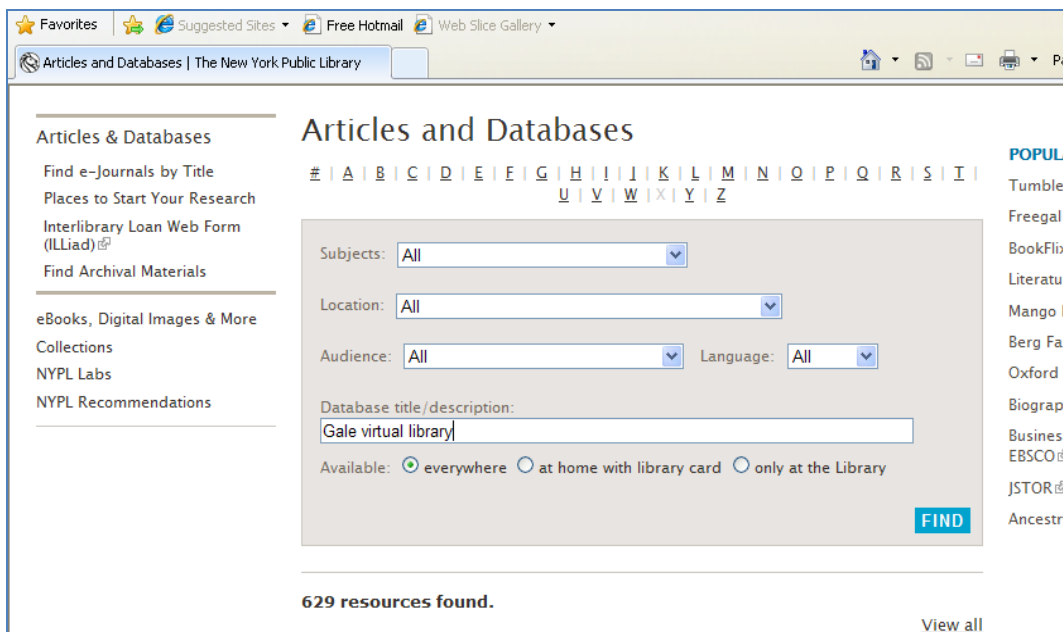 Favorites Suggested Sites Free Hotmail Web Slice Gallery
Articles and Databases | The New York Public Library
Articles & Databases
Find e-Journals by Title
Places to Start Your Research
Interlibrary Loan Web Form
(ILLiad)
Find Archival Materials
eBooks, Digital Images & More
Collections
NYPL Labs
NYPL Recommendations
Articles and Databases
# | A | B | C | D | E | F | G | H | I | J | K | L | M | N | O | P | Q | R | S | T |
U | V | W | X | Y | Z
Subjects: All
Location: All
Audience: All Language: All
Database title/description:
Gale virtual library
Available: everywhere at home with library card only at the Library
FIND
629 resources found.
View all
POPUL
Tumble
Freegal
BookFlix
Literatu
Mango
Berg Fa
Oxford
Biograp
Busines
EBSCO
JSTOR
Ancestr